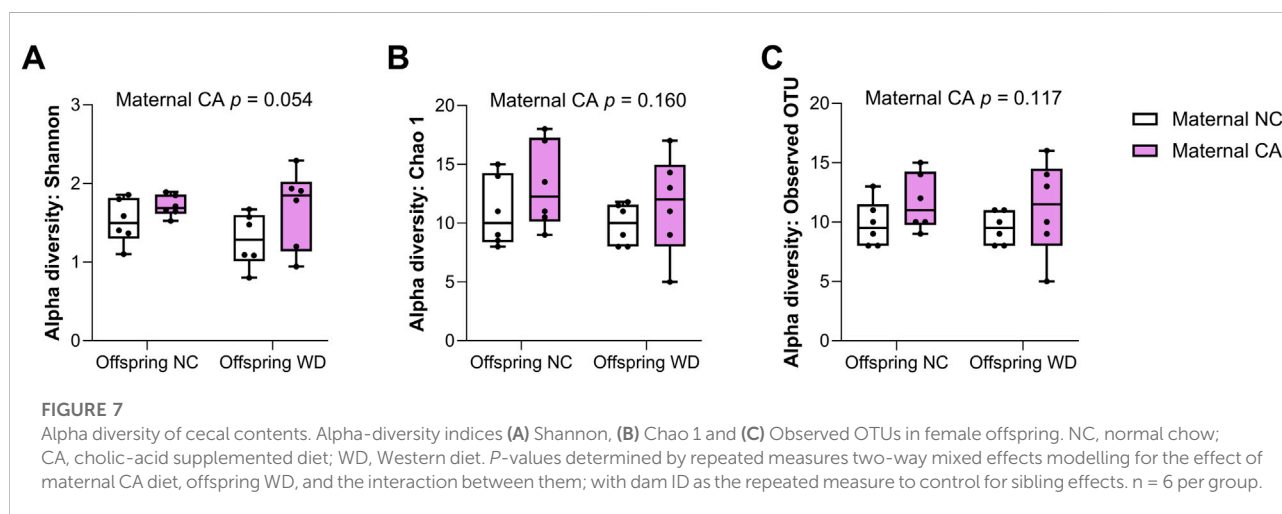 A
Maternal CA p = 0.054
Alpha diversity: Shannon
3
2
1
0
Offspring NC
Offspring WD
B
Maternal CA p = 0.160
Alpha diversity: Chao 1
20
15
10
5
0
Offspring NC
Offspring WD
C
Maternal CA p = 0.117
Alpha diversity: Observed OTU
20
15
10
5
0
Offspring NC
Offspring WD
Maternal NC
Maternal CA
FIGURE 7
Alpha diversity of cecal contents. Alpha-diversity indices (A) Shannon, (B) Chao 1 and (C) Observed OTUs in female offspring. NC, normal chow;
CA, cholic-acid supplemented diet; WD, Western diet. P-values determined by repeated measures two-way mixed effects modelling for the effect of
maternal CA diet, offspring WD, and the interaction between them; with dam ID as the repeated measure to control for sibling effects. n = 6 per group.